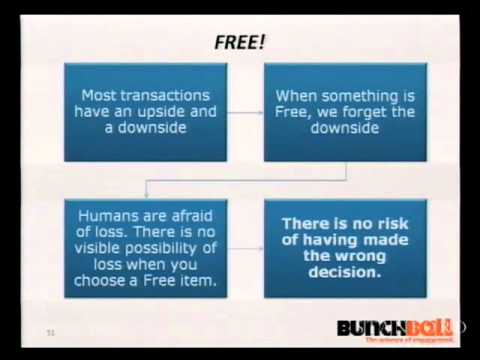 FREE!
Most transactions
have an upside and
a downside
When something is
Free, we forget the
downside
Humans are afraid
of loss. There is no
visible possibility of
loss when you
choose a Free item.
There is no risk
of having made
the wrong
decision.
51
BUNCHBALL
The science of engagement.